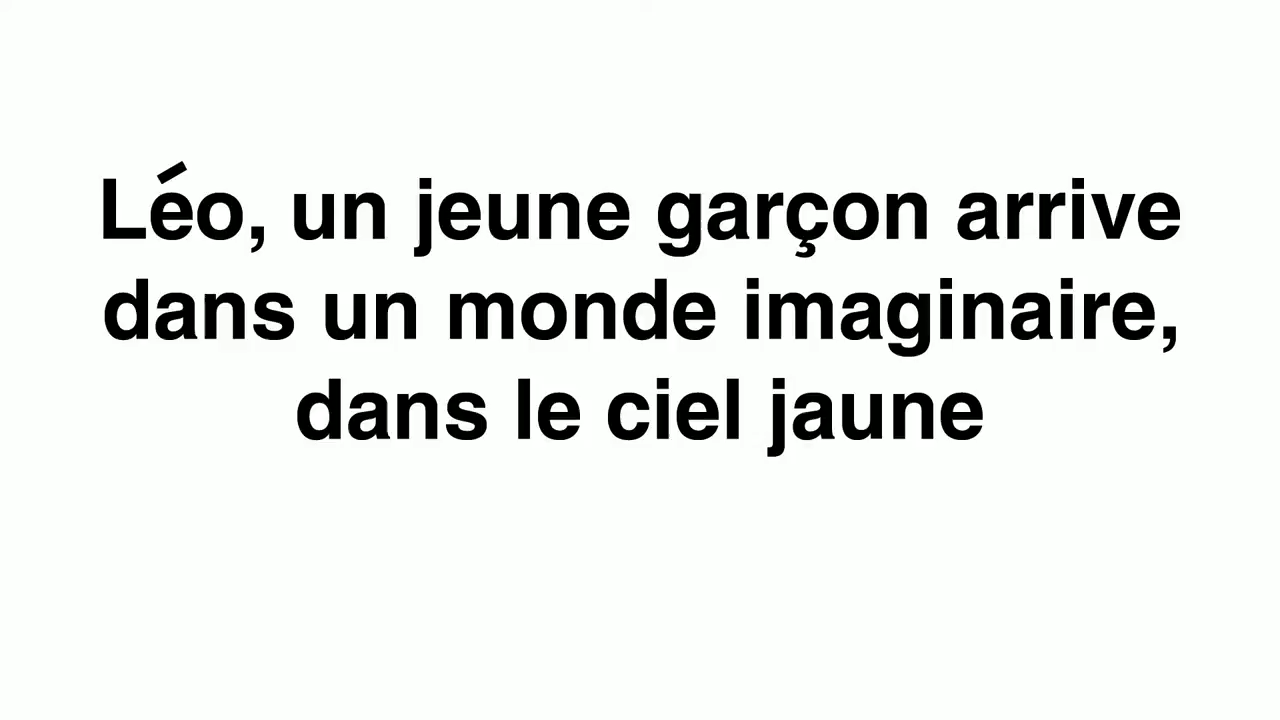 Léo, un jeune garçon arrive
dans un monde imaginaire,
dans le ciel jaune